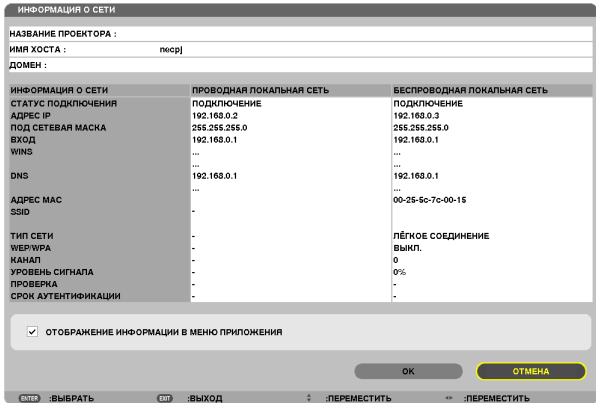 ИНФОРМАЦИЯ О СЕТИ
НАЗВАНИЕ ПРОЕКТОРА :
ИМЯ ХОСТА : necpj
ДОМЕН :
ИНФОРМАЦИЯ О СЕТИ ПРОВОДНАЯ ЛОКАЛЬНАЯ СЕТЬ БЕСПРОВОДНАЯ ЛОКАЛЬНАЯ СЕТЬ
СТАТУС ПОДКЛЮЧЕНИЯ ПОДКЛЮЧЕНИЕ ПОДКЛЮЧЕНИЕ
АДРЕС IP 192.168.0.2 192.168.0.3
ПОД СЕТЕВАЯ МАСКА 255.255.255.0 255.255.255.0
ВХОД 192.168.0.1 192.168.0.1
WINS ... ...
... ...
DNS 192.168.0.1 192.168.0.1
... ...
АДРЕС MAC 00-25-5c-7c-00-15
SSID -
ТИП СЕТИ - ЛЁГКОЕ СОЕДИНЕНИЕ
WEP/WPA - ВЫКЛ.
КАНАЛ - 0
УРОВЕНЬ СИГНАЛА - 0%
ПРОВЕРКА - -
СРОК АУТЕНТИФИКАЦИИ - -
ОТОБРАЖЕНИЕ ИНФОРМАЦИИ В МЕНЮ ПРИЛОЖЕНИЯ
OK ОТМЕНА
ENTER :ВЫБРАТЬ EXIT :ВЫХОД :ПЕРЕМЕСТИТЬ :ПЕРЕМЕСТИТЬ